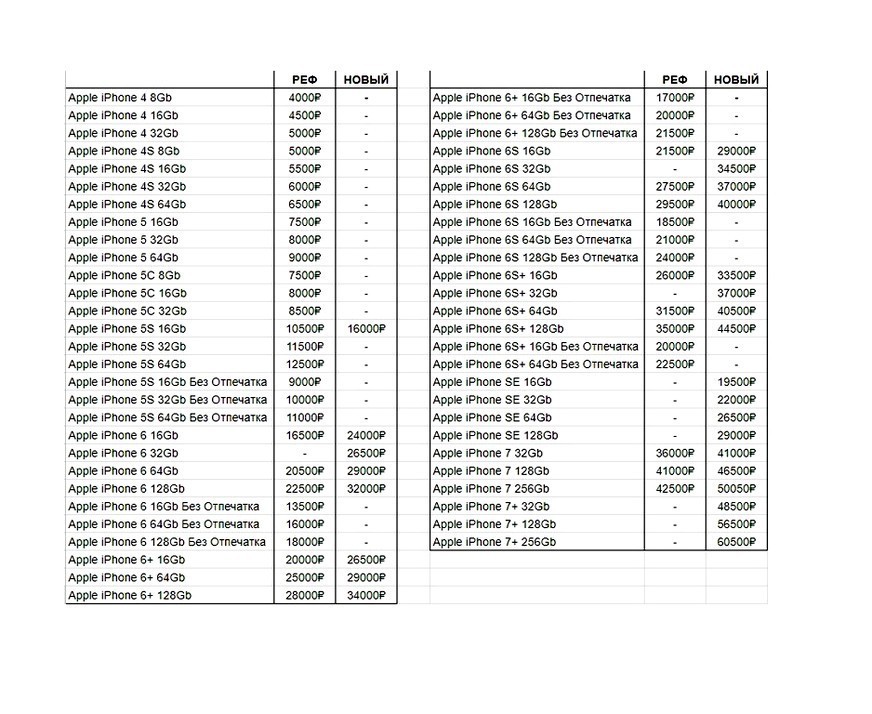 РЕФ НОВЫЙ
Apple iPhone 4 8Gb 4000₽ -
Apple iPhone 4 16Gb 4500₽ -
Apple iPhone 4 32Gb 5000₽ -
Apple iPhone 4S 8Gb 5000₽ -
Apple iPhone 4S 16Gb 5500₽ -
Apple iPhone 4S 32Gb 6000₽ -
Apple iPhone 4S 64Gb 6500₽ -
Apple iPhone 5 16Gb 7500₽ -
Apple iPhone 5 32Gb 8000₽ -
Apple iPhone 5 64Gb 9000₽ -
Apple iPhone 5C 8Gb 7500₽ -
Apple iPhone 5C 16Gb 8000₽ -
Apple iPhone 5C 32Gb 8500₽ -
Apple iPhone 5S 16Gb 10500₽ 16000₽
Apple iPhone 5S 32Gb 11500₽ -
Apple iPhone 5S 64Gb 12500₽ -
Apple iPhone 5S 16Gb Без Отпечатка 9000₽ -
Apple iPhone 5S 32Gb Без Отпечатка 10000₽ -
Apple iPhone 5S 64Gb Без Отпечатка 11000₽ -
Apple iPhone 6 16Gb 16500₽ 24000₽
Apple iPhone 6 32Gb - 26500₽
Apple iPhone 6 64Gb 20500₽ 29000₽
Apple iPhone 6 128Gb 22500₽ 32000₽
Apple iPhone 6 16Gb Без Отпечатка 13500₽ -
Apple iPhone 6 64Gb Без Отпечатка 16000₽ -
Apple iPhone 6 128Gb Без Отпечатка 18000₽ -
Apple iPhone 6+ 16Gb 20000₽ 26500₽
Apple iPhone 6+ 64Gb 25000₽ 29000₽
Apple iPhone 6+ 128Gb 28000₽ 34000₽
РЕФ НОВЫЙ
Apple iPhone 6+ 16Gb Без Отпечатка 17000₽ -
Apple iPhone 6+ 64Gb Без Отпечатка 20000₽ -
Apple iPhone 6+ 128Gb Без Отпечатка 21500₽ -
Apple iPhone 6S 16Gb 21500₽ 29000₽
Apple iPhone 6S 32Gb - 34500₽
Apple iPhone 6S 64Gb 27500₽ 37000₽
Apple iPhone 6S 128Gb 29500₽ 40000₽
Apple iPhone 6S 16Gb Без Отпечатка 18500₽ -
Apple iPhone 6S 64Gb Без Отпечатка 21000₽ -
Apple iPhone 6S 128Gb Без Отпечатка 24000₽ -
Apple iPhone 6S+ 16Gb 26000₽ 33500₽
Apple iPhone 6S+ 32Gb - 37000₽
Apple iPhone 6S+ 64Gb 31500₽ 40500₽
Apple iPhone 6S+ 128Gb 35000₽ 44500₽
Apple iPhone 6S+ 16Gb Без Отпечатка 20000₽ -
Apple iPhone 6S+ 64Gb Без Отпечатка 22500₽ -
Apple iPhone SE 16Gb - 19500₽
Apple iPhone SE 32Gb - 22000₽
Apple iPhone SE 64Gb - 26500₽
Apple iPhone SE 128Gb - 29000₽
Apple iPhone 7 32Gb 36000₽ 41000₽
Apple iPhone 7 128Gb 41000₽ 46500₽
Apple iPhone 7 256Gb 42500₽ 50050₽
Apple iPhone 7+ 32Gb - 48500₽
Apple iPhone 7+ 128Gb - 56500₽
Apple iPhone 7+ 256Gb - 60500₽